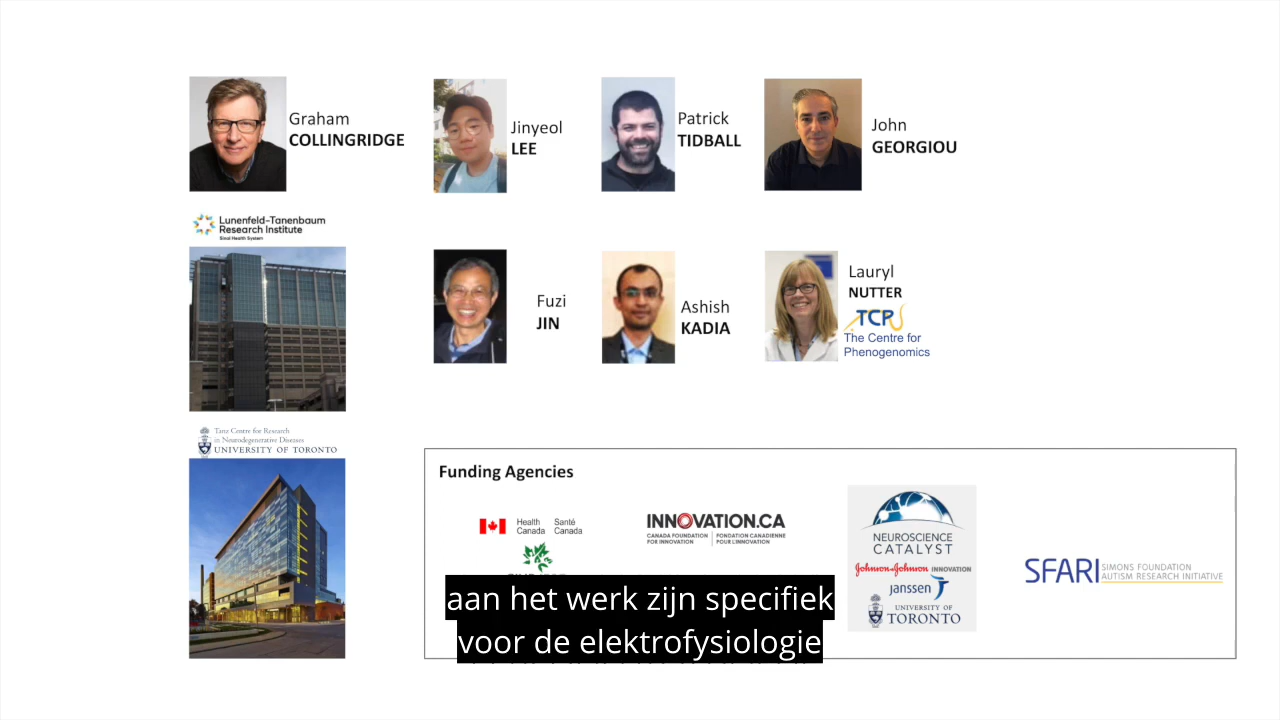 Graham
COLLINGRIDGE
Jinyeol
LEE
Patrick
TIDBALL
John
GEORGIOU
Lunenfeld-Tanenbaum
Research Institute
Sinai Health System
Fuzi
JIN
Ashish
KADIA
Lauryl
NUTTER
TCP
The Centre for
Phenogenomics
Tanz Centre for Research
in Neurodegenerative Diseases
UNIVERSITY OF TORONTO
Funding Agencies
Health Canada
Santé Canada
INNOVATION.CA
CANADA FOUNDATION FOR INNOVATION
FONDATION CANADIENNE POUR L'INNOVATION
NEUROSCIENCE
CATALYST
Johnson & Johnson INNOVATION
janssen
UNIVERSITY OF
TORONTO
SFARI
SIMONS FOUNDATION
AUTISM RESEARCH INITIATIVE
aan het werk zijn specifiek
voor de elektrofysiologie